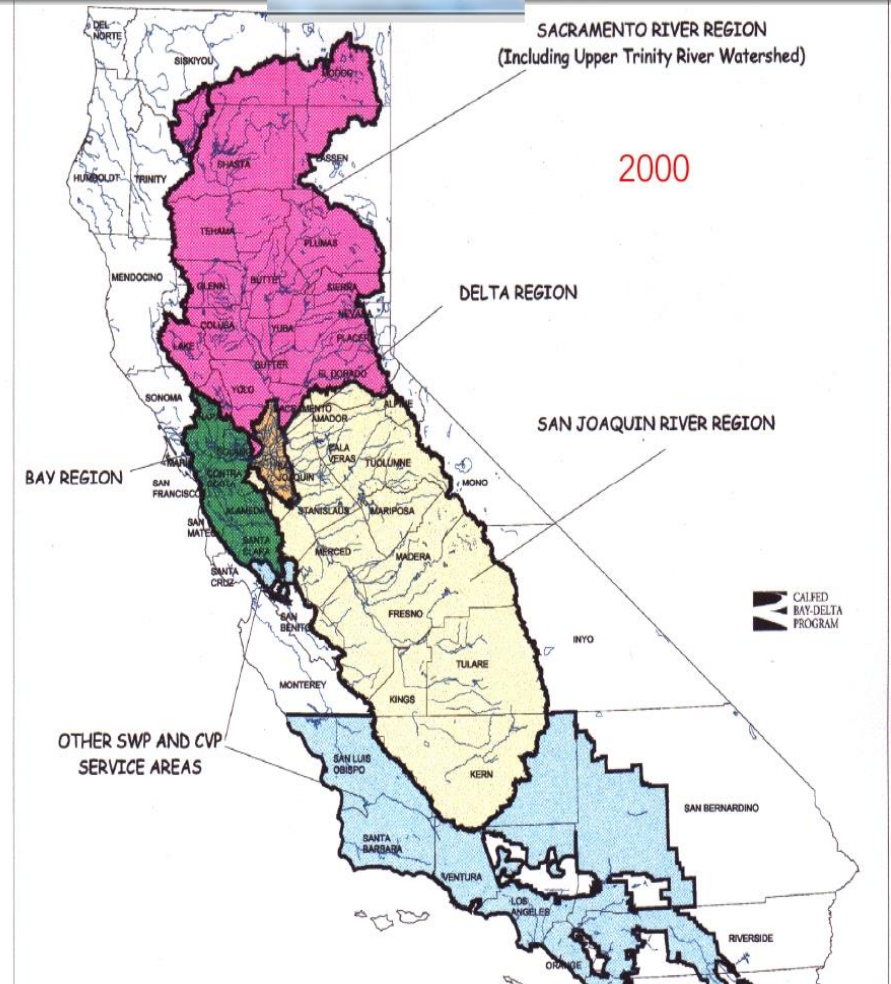 SACRAMENTO RIVER REGION
(Including Upper Trinity River Watershed)
DEL
NORTE
SISKIYOU
MODOC
2000
SHASTA
LASSEN
HUMBOLDT
TRINITY
TEHAMA
PLUMAS
MENDOCINO
GLENN
BUTTE
SIERRA
DELTA REGION
NEVADA
COLUSA
YUBA
PLACER
LAKE
SUTTER
EL DORADO
YOLO
SONOMA
NAPA
SACRAMENTO
AMADOR
ALPINE
SAN JOAQUIN RIVER REGION
CALA
VERAS
TUOLUMNE
BAY REGION
MARIN
CONTRA
COSTA
JOAQUIN
MONO
SAN
FRANCISCO
ALAMEDA
STANISLAUS
MARIPOSA
SAN
MATEO
SANTA
CLARA
MERCED
MADERA
SANTA
CRUZ
CALFED
BAY-DELTA
PROGRAM
SAN
BENITO
FRESNO
INYO
TULARE
MONTEREY
KINGS
OTHER SWP AND CVP
SERVICE AREAS
SAN LUIS
OBISPO
KERN
SAN BERNARDINO
SANTA
BARBARA
VENTURA
LOS
ANGELES
RIVERSIDE
ORANGE